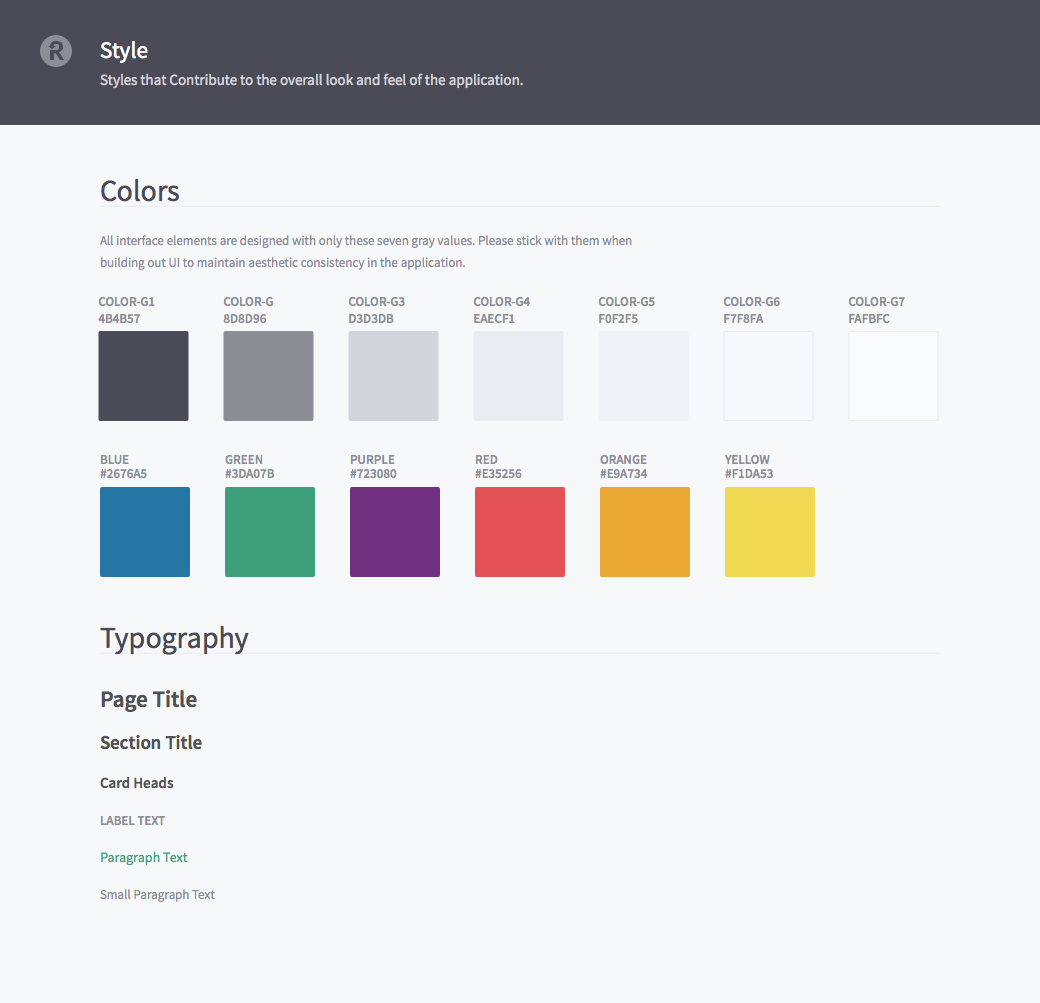 R
Style
Styles that Contribute to the overall look and feel of the application.
Colors
All interface elements are designed with only these seven gray values. Please stick with them when
building out UI to maintain aesthetic consistency in the application.
COLOR-G1 COLOR-G COLOR-G3 COLOR-G4 COLOR-G5 COLOR-G6 COLOR-G7
4B4B57 8D8D96 D3D3DB EAECF1 F0F2F5 F7F8FA FAFBFC
BLUE GREEN PURPLE RED ORANGE YELLOW
#2676A5 #3DA07B #723080 #E35256 #E9A734 #F1DA53
Typography
Page Title
Section Title
Card Heads
LABEL TEXT
Paragraph Text
Small Paragraph Text